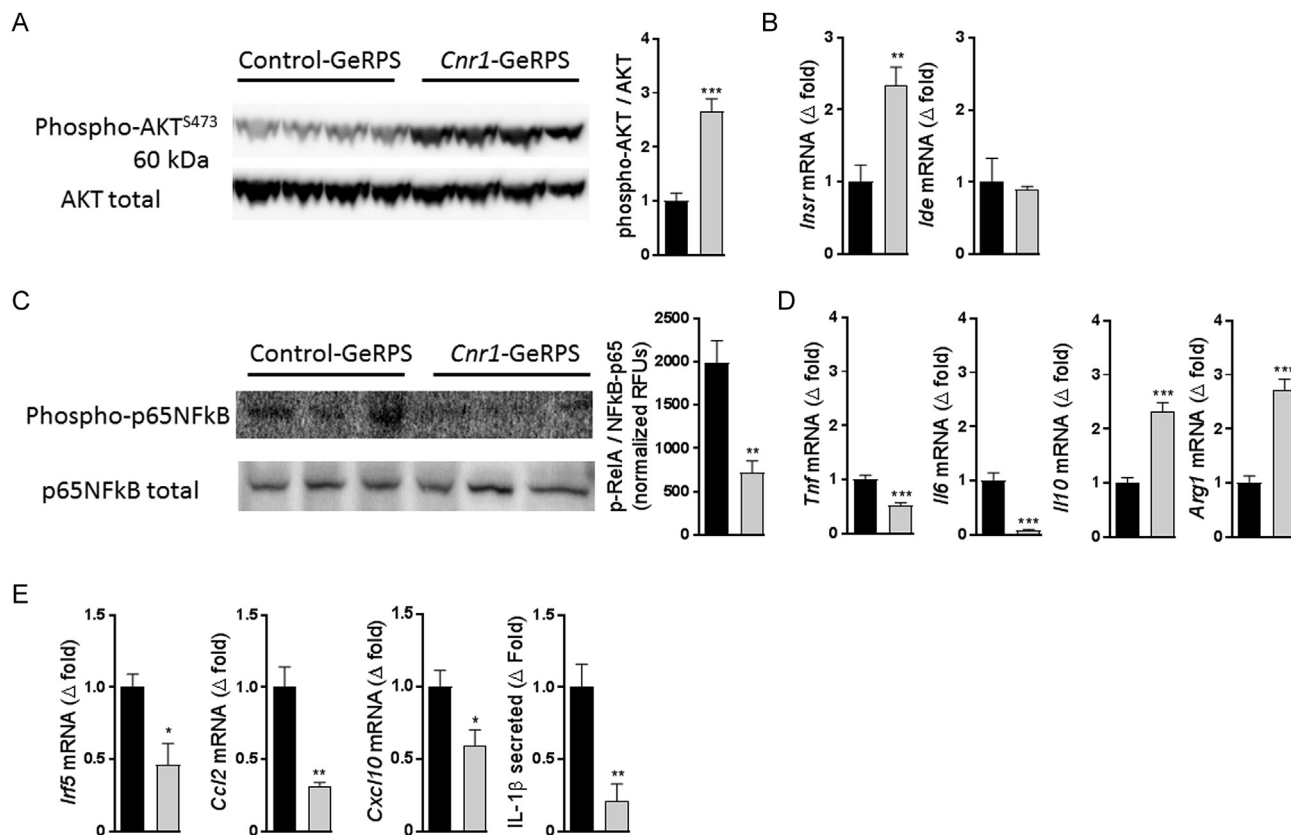 A
Control-GeRPS
Cnr1-GeRPS
Phospho-AKTS473
60 kDa
AKT total
phospho-AKT / AKT
4
3
2
1
0
***
B
Insr mRNA (Δ fold)
3
2
1
0
**
Ide mRNA (Δ fold)
3
2
1
0
C
Control-GeRPS
Cnr1-GeRPS
Phospho-p65NFkB
p65NFkB total
p-RelA / NFkB-p65
(normalized RFUs)
2500
2000
1500
1000
500
0
**
D
Tnf mRNA (Δ fold)
4
3
2
1
0
***
Il6 mRNA (Δ fold)
4
3
2
1
0
***
Il10 mRNA (Δ fold)
4
3
2
1
0
***
Arg1 mRNA (Δ fold)
4
3
2
1
0
***
E
Irf5 mRNA (Δ fold)
1.5
1.0
0.5
0
*
Ccl2 mRNA (Δ fold)
1.5
1.0
0.5
0
**
Cxcl10 mRNA (Δ fold)
1.5
1.0
0.5
0
*
IL-1β secreted (Δ Fold)
1.5
1.0
0.5
0
**